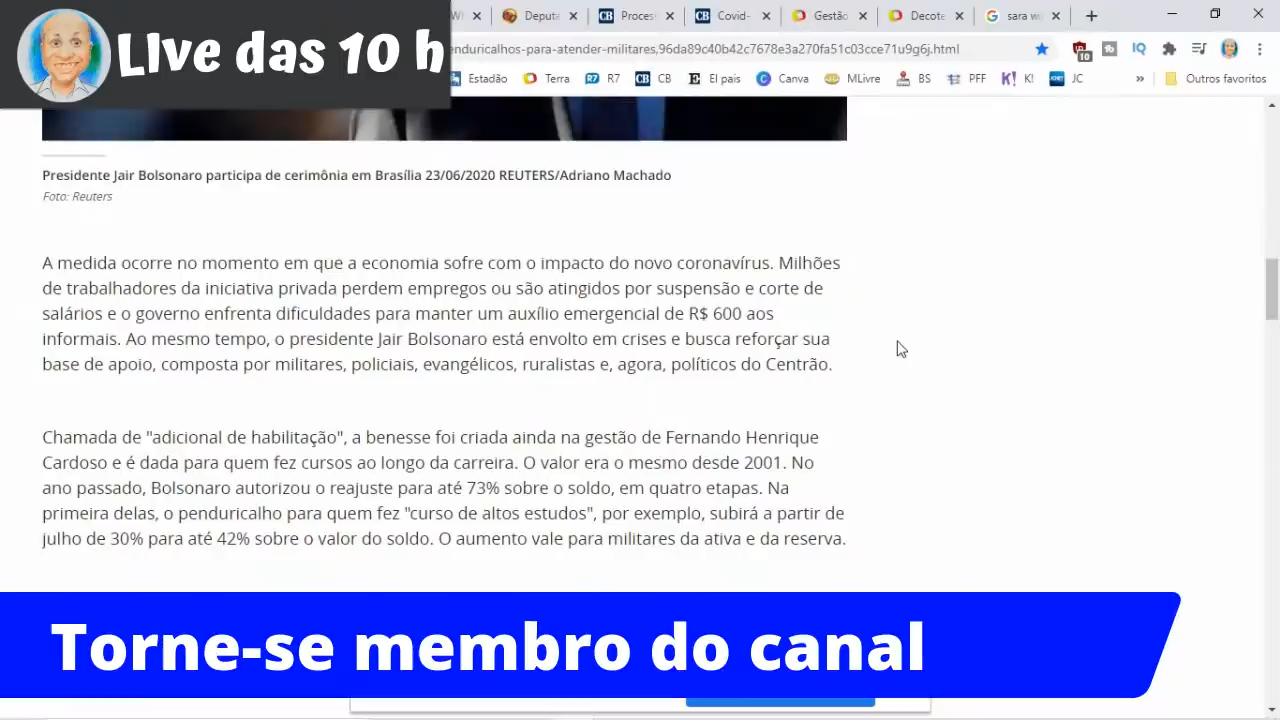 LIve das 10 h
Deputa
Process
Covid-
Gestão
Decote
sara w
enduricalhos-para-atender-militares,96da89c40b42c7678e3a270fa51c03cce71u9g6j.html
10
IQ
Estadão
Terra
R7
CB
El pais
Canva
MLivre
BS
PFF
K!
JC
»
Outros favoritos
Presidente Jair Bolsonaro participa de cerimônia em Brasília 23/06/2020 REUTERS/Adriano Machado
Foto: Reuters
A medida ocorre no momento em que a economia sofre com o impacto do novo coronavírus. Milhões
de trabalhadores da iniciativa privada perdem empregos ou são atingidos por suspensão e corte de
salários e o governo enfrenta dificuldades para manter um auxílio emergencial de R$ 600 aos
informais. Ao mesmo tempo, o presidente Jair Bolsonaro está envolto em crises e busca reforçar sua
base de apoio, composta por militares, policiais, evangélicos, ruralistas e, agora, políticos do Centrão.
Chamada de "adicional de habilitação", a benesse foi criada ainda na gestão de Fernando Henrique
Cardoso e é dada para quem fez cursos ao longo da carreira. O valor era o mesmo desde 2001. No
ano passado, Bolsonaro autorizou o reajuste para até 73% sobre o soldo, em quatro etapas. Na
primeira delas, o penduricalho para quem fez "curso de altos estudos", por exemplo, subirá a partir de
julho de 30% para até 42% sobre o valor do soldo. O aumento vale para militares da ativa e da reserva.
Torne-se membro do canal